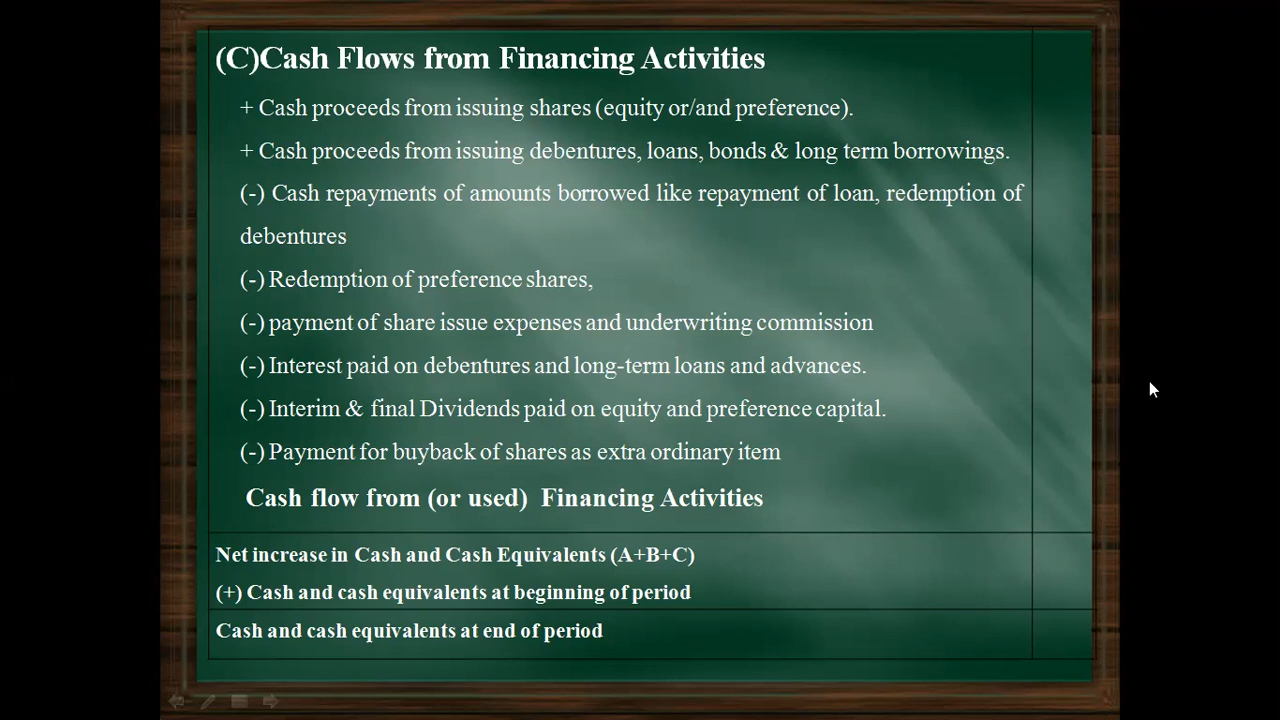 (C)Cash Flows from Financing Activities
+ Cash proceeds from issuing shares (equity or/and preference).
+ Cash proceeds from issuing debentures, loans, bonds & long term borrowings.
(-) Cash repayments of amounts borrowed like repayment of loan, redemption of
debentures
(-) Redemption of preference shares,
(-) payment of share issue expenses and underwriting commission
(-) Interest paid on debentures and long-term loans and advances.
(-) Interim & final Dividends paid on equity and preference capital.
(-) Payment for buyback of shares as extra ordinary item
Cash flow from (or used) Financing Activities
Net increase in Cash and Cash Equivalents (A+B+C)
(+) Cash and cash equivalents at beginning of period
Cash and cash equivalents at end of period